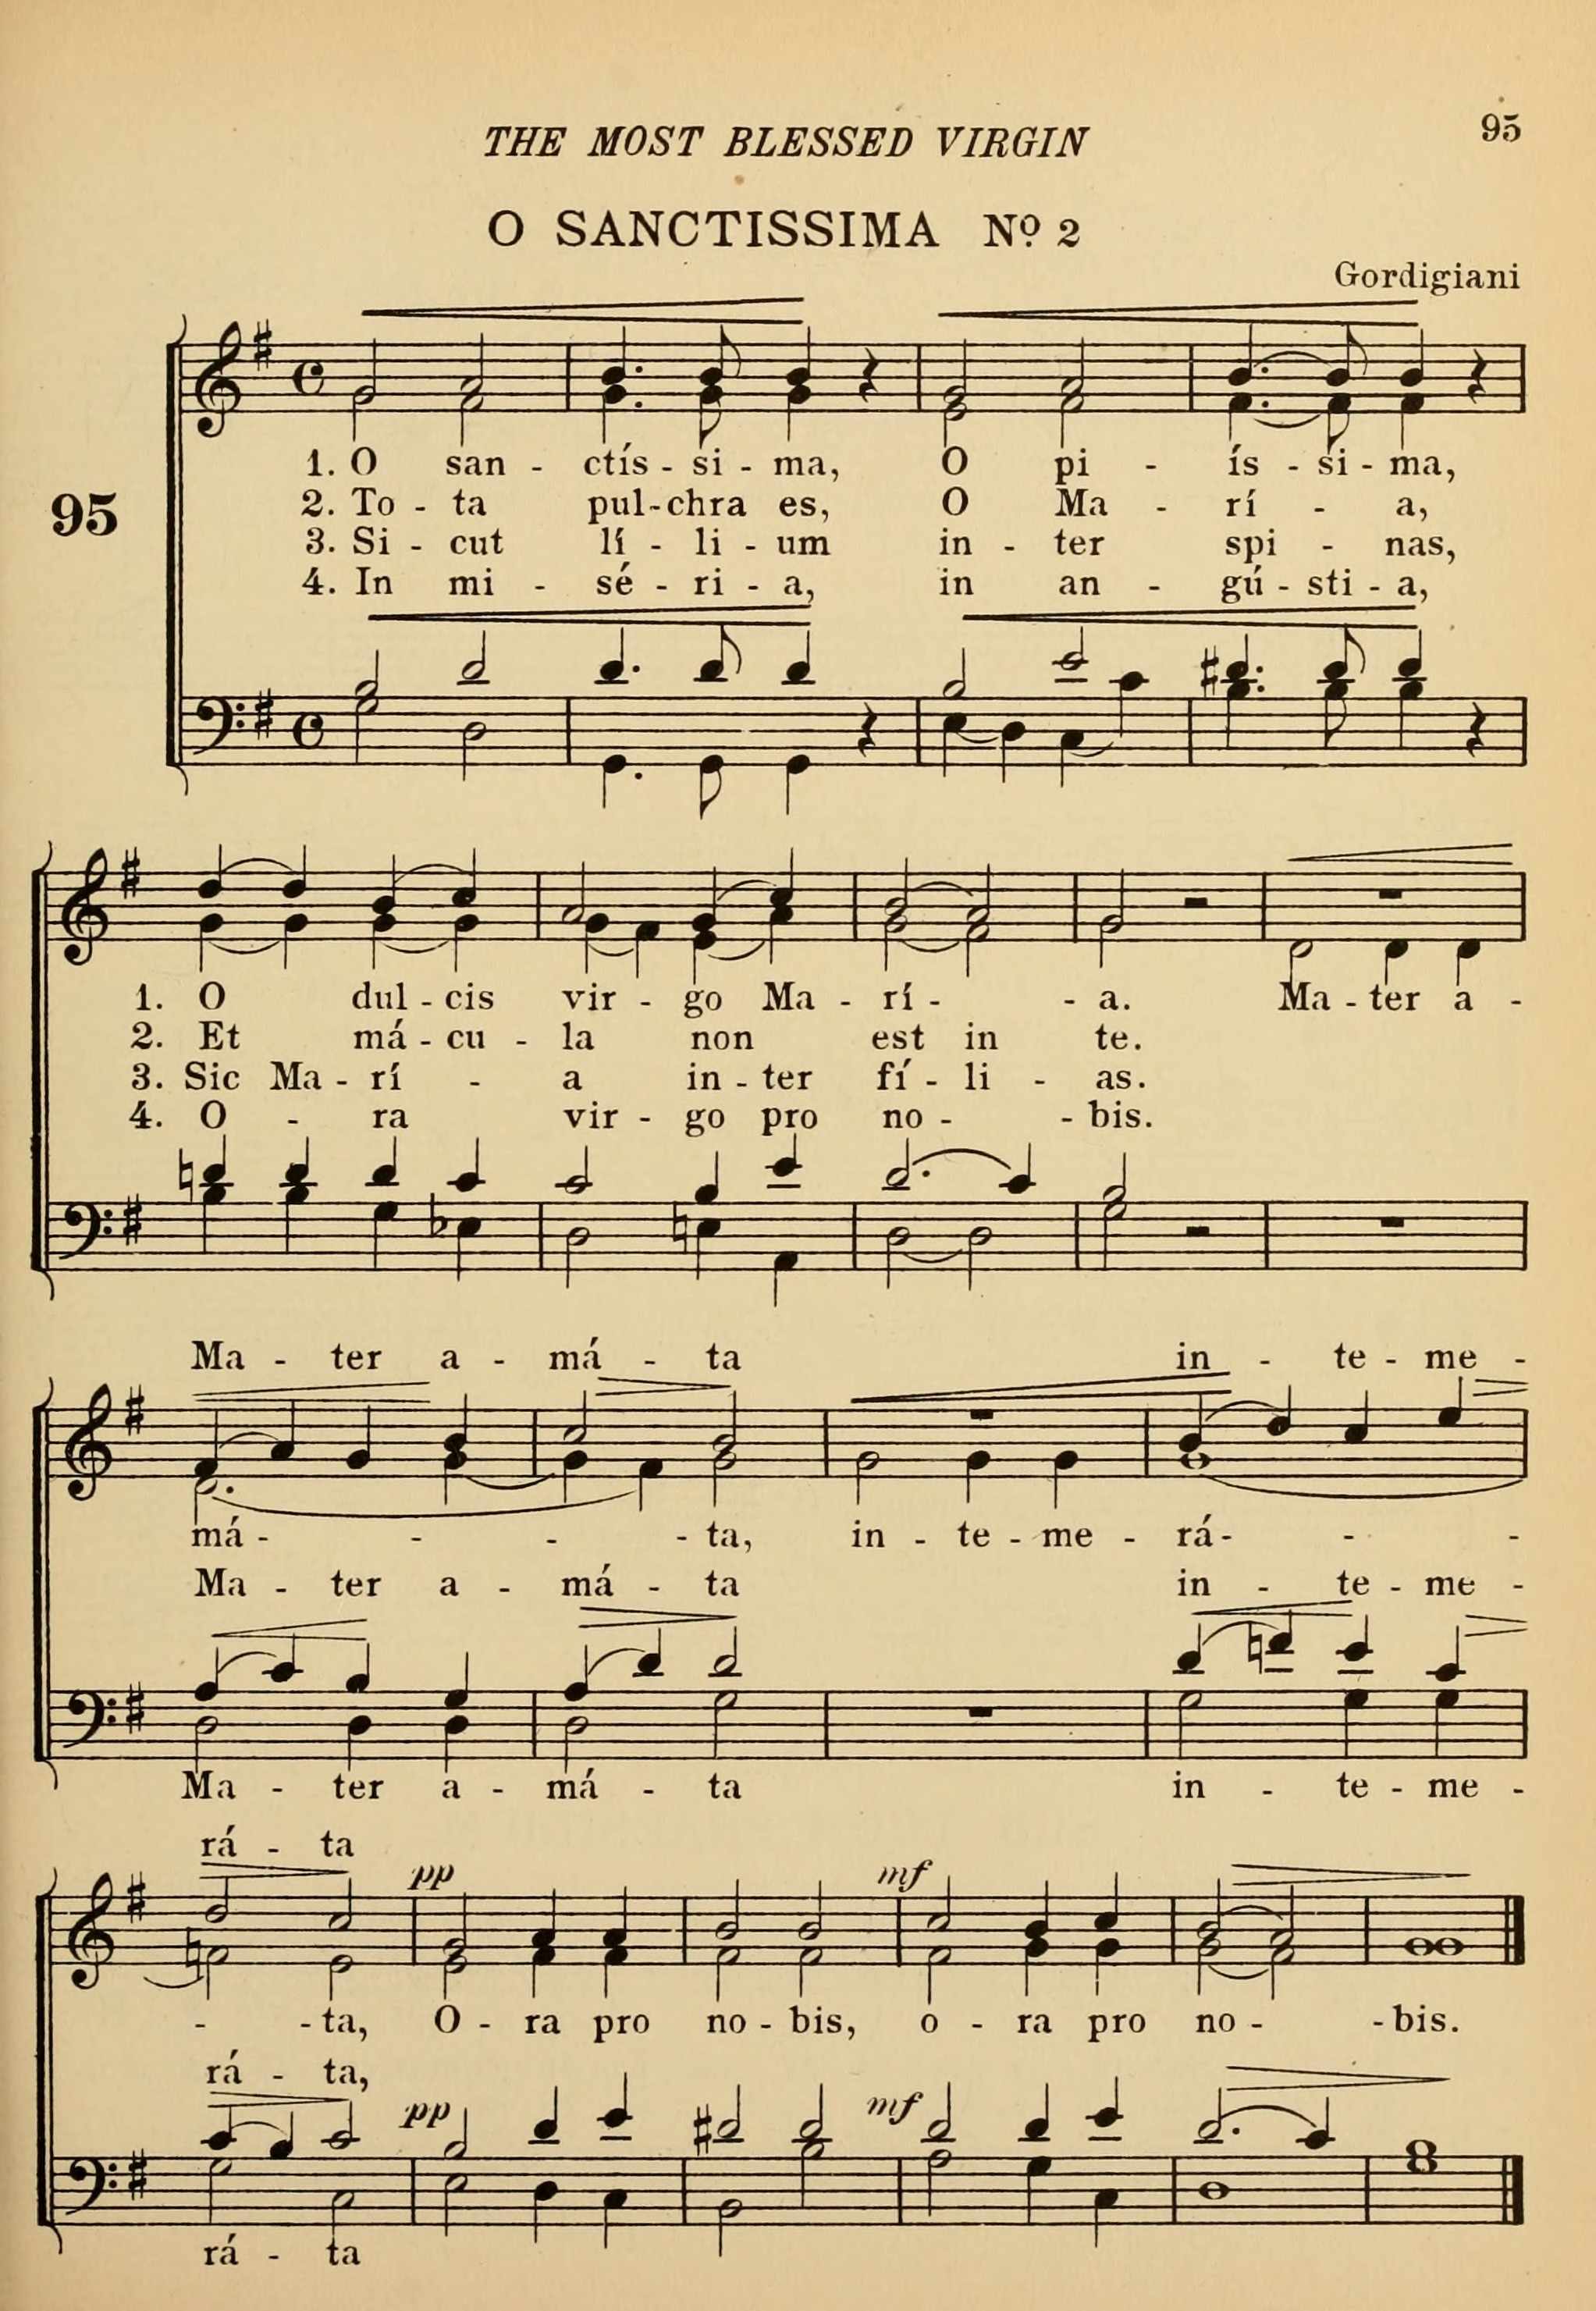 THE MOST BLESSED VIRGIN
95
O SANCTISSIMA Nº 2
Gordigiani
95
1. O san - ctís - si - ma, O pi - ís - si - ma,
2. To - ta pul - chra es, O Ma - rí - a,
3. Si - cut lí - li - um in - ter spi - nas,
4. In mi - sé - ri - a, in an - gú - sti - a,
1. O dul - cis vir - go Ma - rí - - a. Ma - ter a -
2. Et má - cu - la non est in te.
3. Sic Ma - rí - a in - ter fí - li - as.
4. O - ra vir - go pro no - - bis.
Ma - ter a - má - ta in - te - me -
má - - - - ta, in - te - me - rá - - -
Ma - ter a - má - ta in - te - me -
Ma - ter a - má - ta in - te - me -
rá - ta
pp mf
- - ta, O - ra pro no - bis, o - ra pro no - - bis.
rá - ta,
pp mf
rá - ta